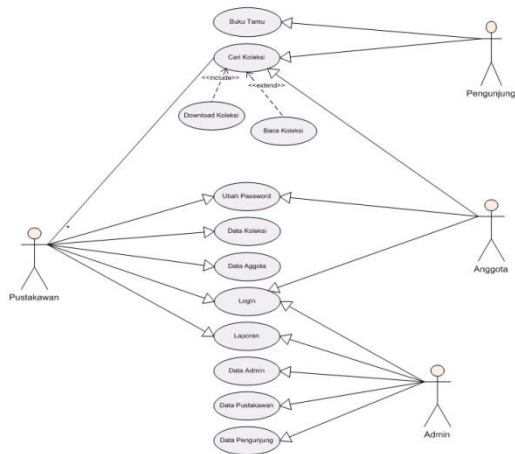 Buku Tamu
Cari Koleksi
<<include>>
<<extend>>
Download Koleksi
Baca Koleksi
Pengunjung
Ubah Password
Data Koleksi
Data Aggota
Login
Laporan
Data Admin
Data Pustakawan
Data Pengunjung
Pustakawan
Anggota
Admin